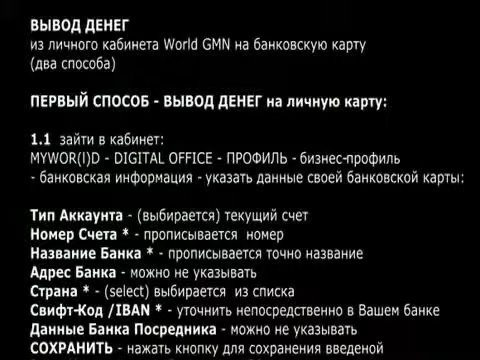 ВЫВОД ДЕНЕГ
из личного кабинета World GMN на банковскую карту
(два способа)
ПЕРВЫЙ СПОСОБ - ВЫВОД ДЕНЕГ на личную карту:
1.1 зайти в кабинет:
MYWOR(l)D - DIGITAL OFFICE - ПРОФИЛЬ - бизнес-профиль
- банковская информация - указать данные своей банковской карты:
Тип Аккаунта - (выбирается) текущий счет
Номер Счета * - прописывается номер
Название Банка * - прописывается точно название
Адрес Банка - можно не указывать
Страна * - (select) выбирается из списка
Свифт-Код /IBAN * - уточнить непосредственно в Вашем банке
Данные Банка Посредника - можно не указывать
СОХРАНИТЬ - нажать кнопку для сохранения введеной